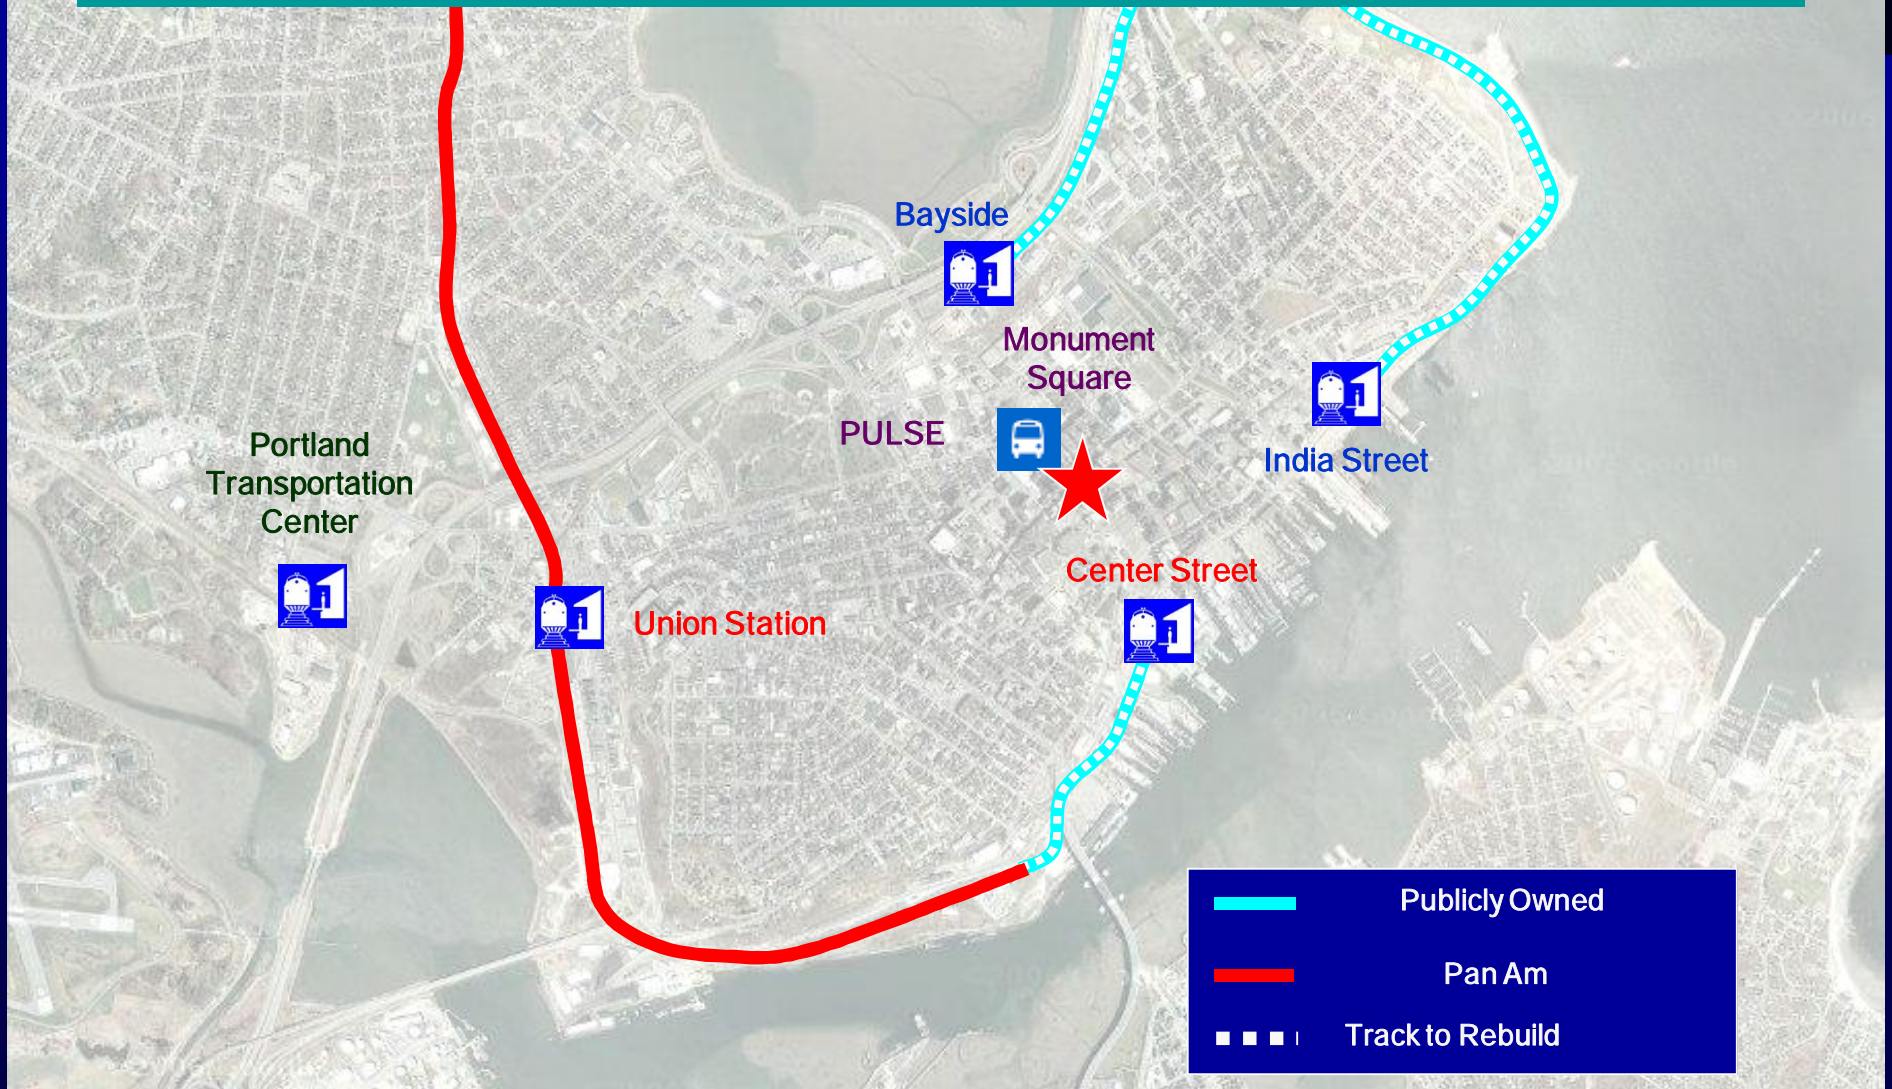 Bayside
Monument
Square
PULSE
Portland
Transportation
Center
India Street
Center Street
Union Station
Publicly Owned
Pan Am
Track to Rebuild